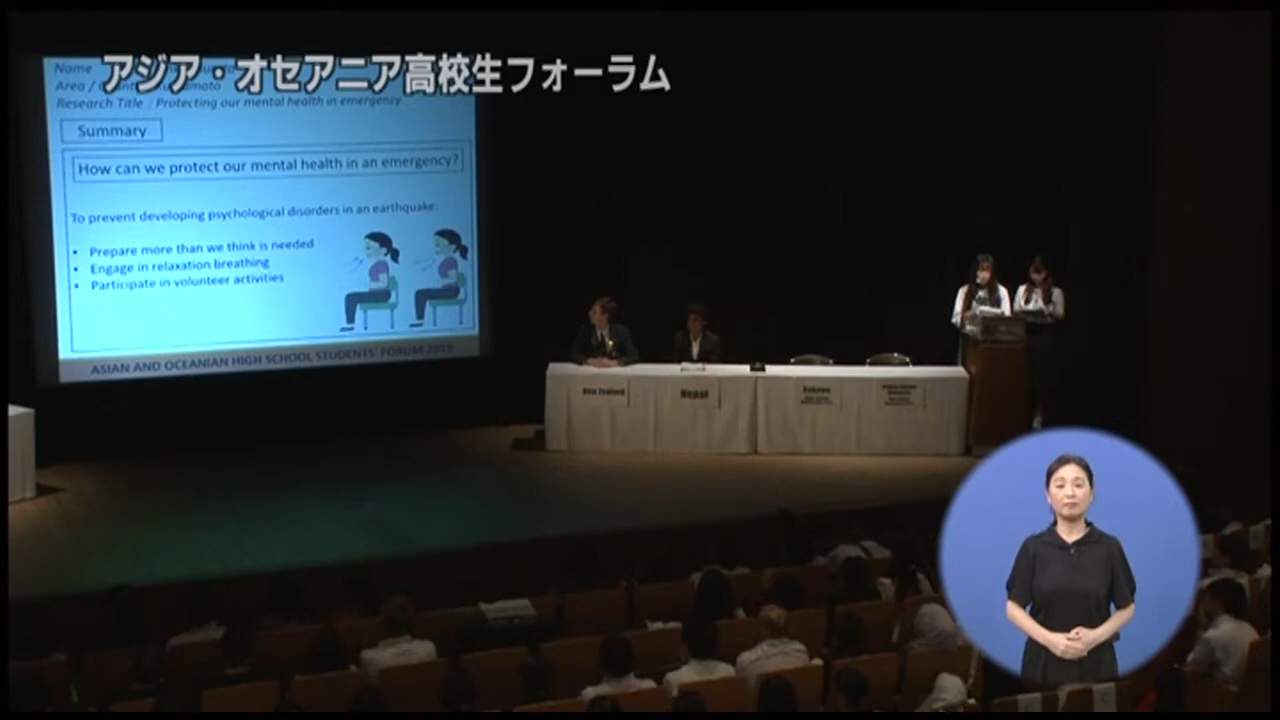 アジア・オセアニア高校生フォーラム
Name
Area /
Research Title : Protecting our mental health in emergency
Summary
How can we protect our mental health in an emergency?
To prevent developing psychological disorders in an earthquake:
• Prepare more than we think is needed
• Engage in relaxation breathing
• Participate in volunteer activities
ASIAN AND OCEANIAN HIGH SCHOOL STUDENTS' FORUM 2019
New Zealand
Nepal